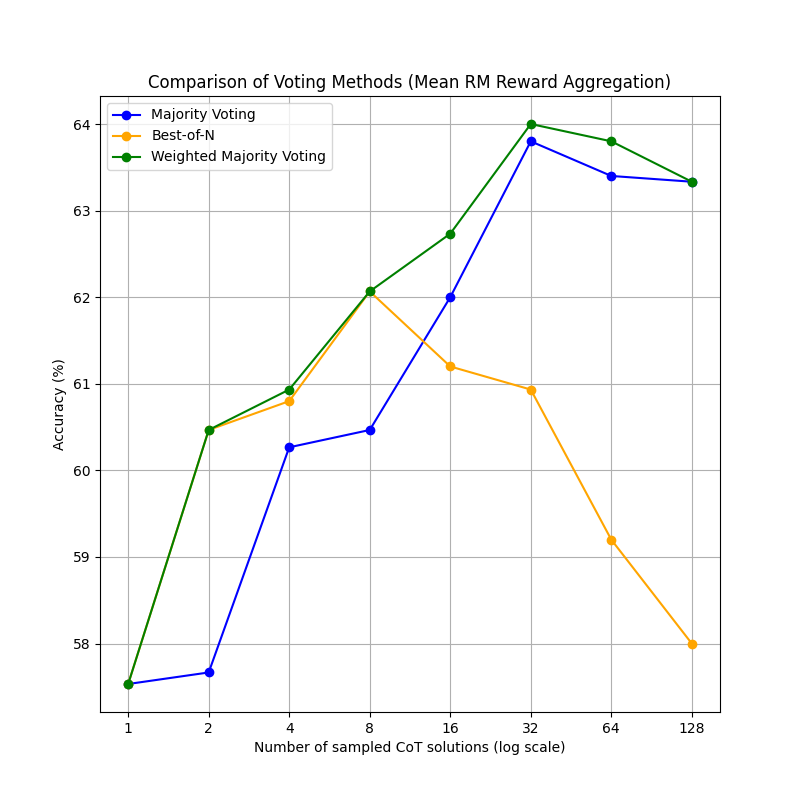 Comparison of Voting Methods (Mean RM Reward Aggregation)
Majority Voting
Best-of-N
Weighted Majority Voting
64
63
62
61
60
59
58
Accuracy (%)
1 2 4 8 16 32 64 128
Number of sampled CoT solutions (log scale)